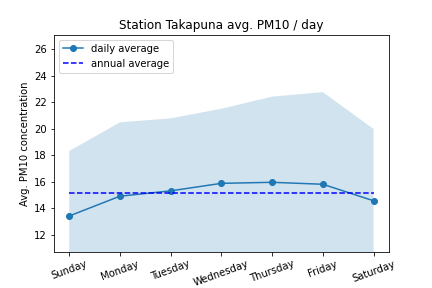 Station Takapuna avg. PM10 / day
daily average
annual average
Avg. PM10 concentration
26
24
22
20
18
16
14
12
Sunday
Monday
Tuesday
Wednesday
Thursday
Friday
Saturday